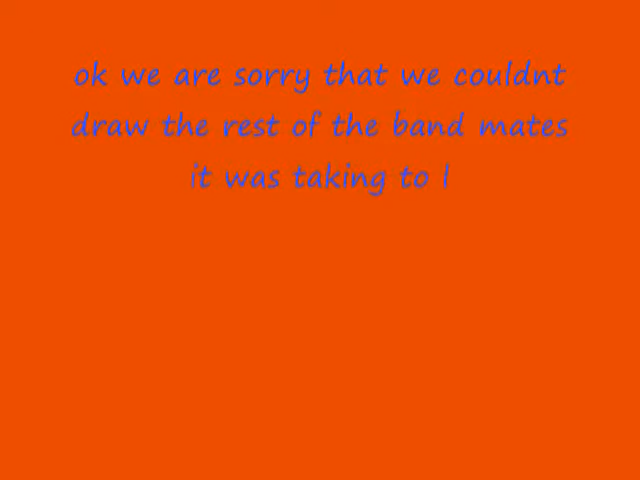 ok we are sorry that we couldnt
draw the rest of the band mates
it was taking to l